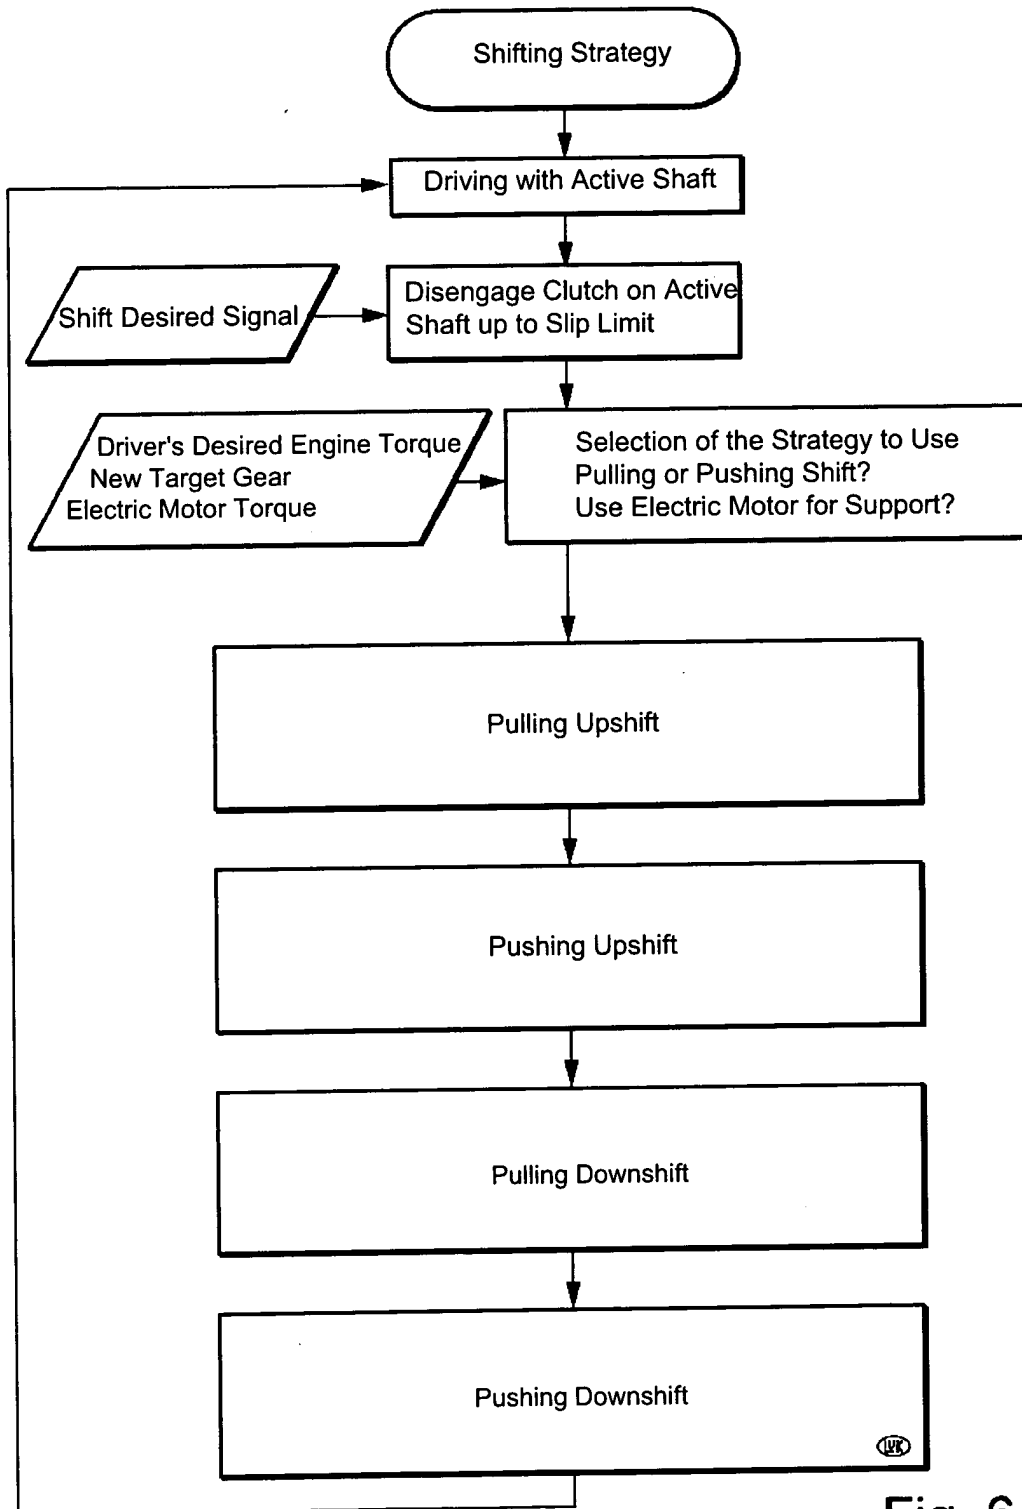 Shifting Strategy
Driving with Active Shaft
Shift Desired Signal
Disengage Clutch on Active
Shaft up to Slip Limit
Driver's Desired Engine Torque
New Target Gear
Electric Motor Torque
Selection of the Strategy to Use
Pulling or Pushing Shift?
Use Electric Motor for Support?
Pulling Upshift
Pushing Upshift
Pulling Downshift
Pushing Downshift
LUK